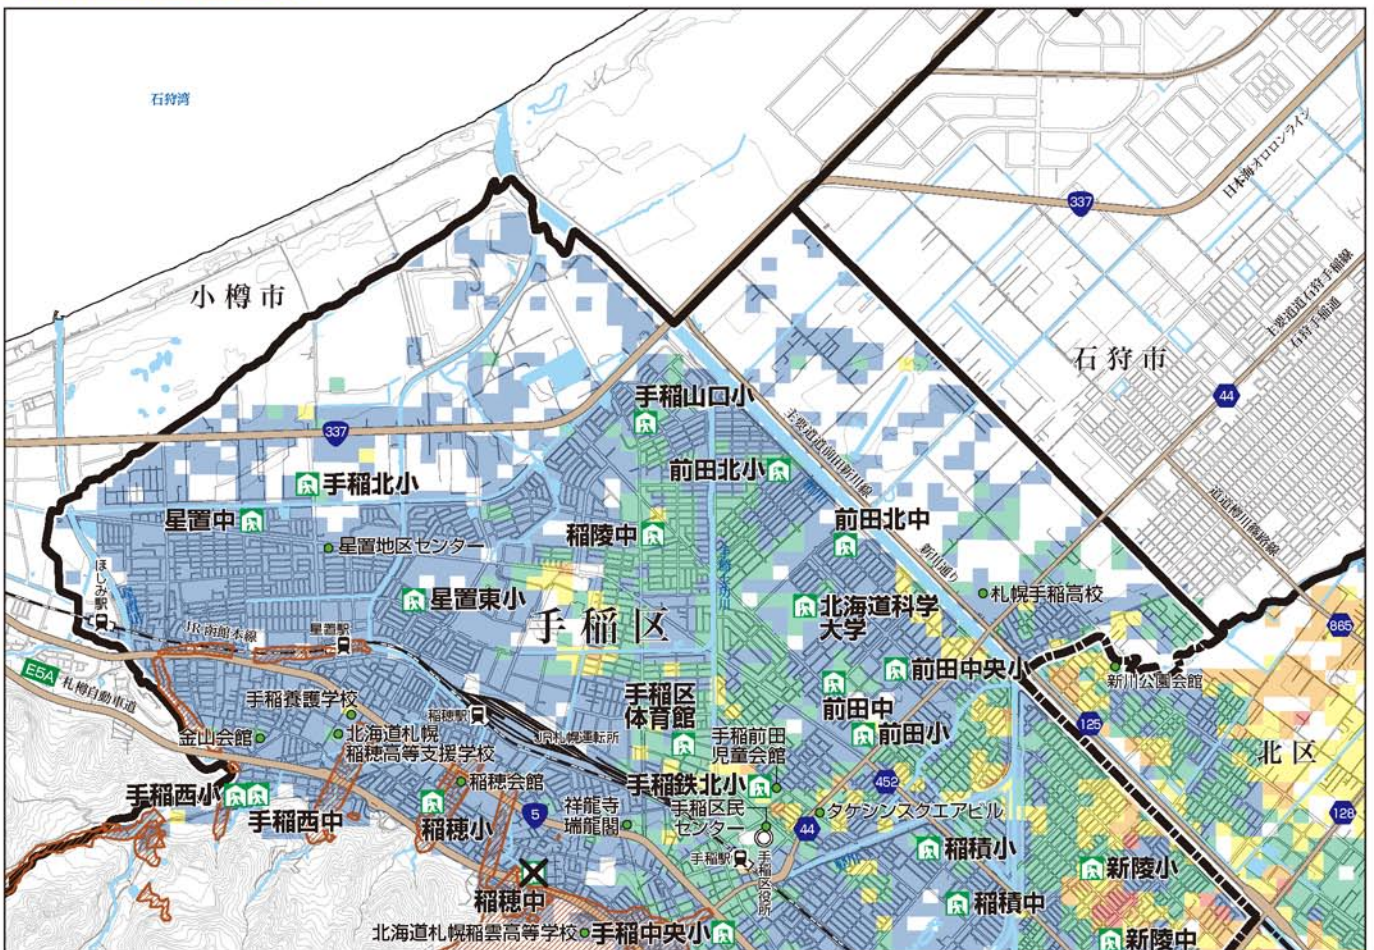 石狩湾
日本海オロロンライン
337
小樽市
主要道道石狩手稲線
石狩手稲通
石狩市
44
手稲山口小
主要道道前田新川線
337
前田北小
手稲北小
道道樽川篠路線
星置中
稲陵中
前田北中
星置地区センター
新川通り
ほしみ駅
星置東小
札幌手稲高校
北海道科学
大学
手稲区
JR函館本線
星置駅
865
E5A
札樽自動車道
前田中央小
新川公園会館
手稲養護学校
手稲区
体育館
前田中
稲穂駅
125
金山会館
北海道札幌
稲穂高等支援学校
JR札幌運転所
手稲前田
児童会館
前田小
北区
稲穂会館
手稲鉄北小
452
手稲西小
手稲西中
稲穂小
5
祥龍寺
瑞龍閣
手稲区民
センター
タケシンスクエアビル
44
128
手稲駅
手稲区役所
稲積小
新陵小
稲穂中
稲積中
北海道札幌稲雲高等学校
手稲中央小
新陵中